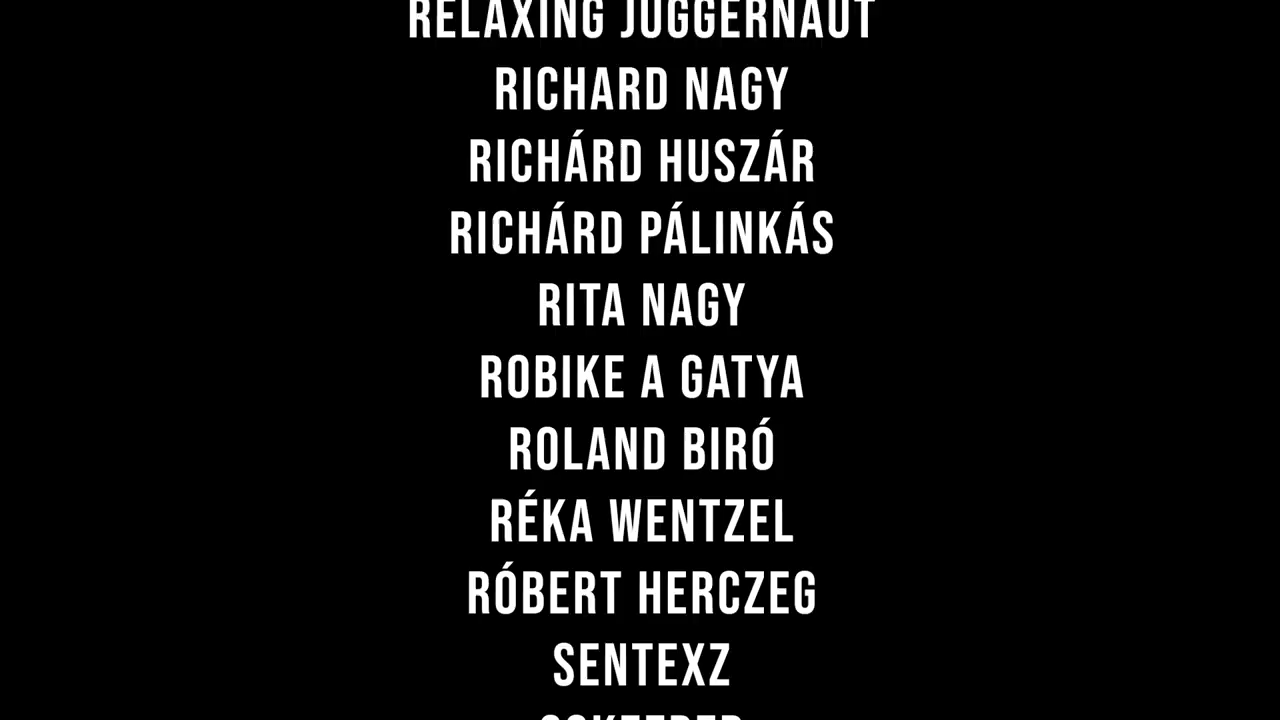 RELAXING JUGGERNAUT
RICHARD NAGY
RICHÁRD HUSZÁR
RICHÁRD PÁLINKÁS
RITA NAGY
ROBIKE A GATYA
ROLAND BIRÓ
RÉKA WENTZEL
RÓBERT HERCZEG
SENTEXZ